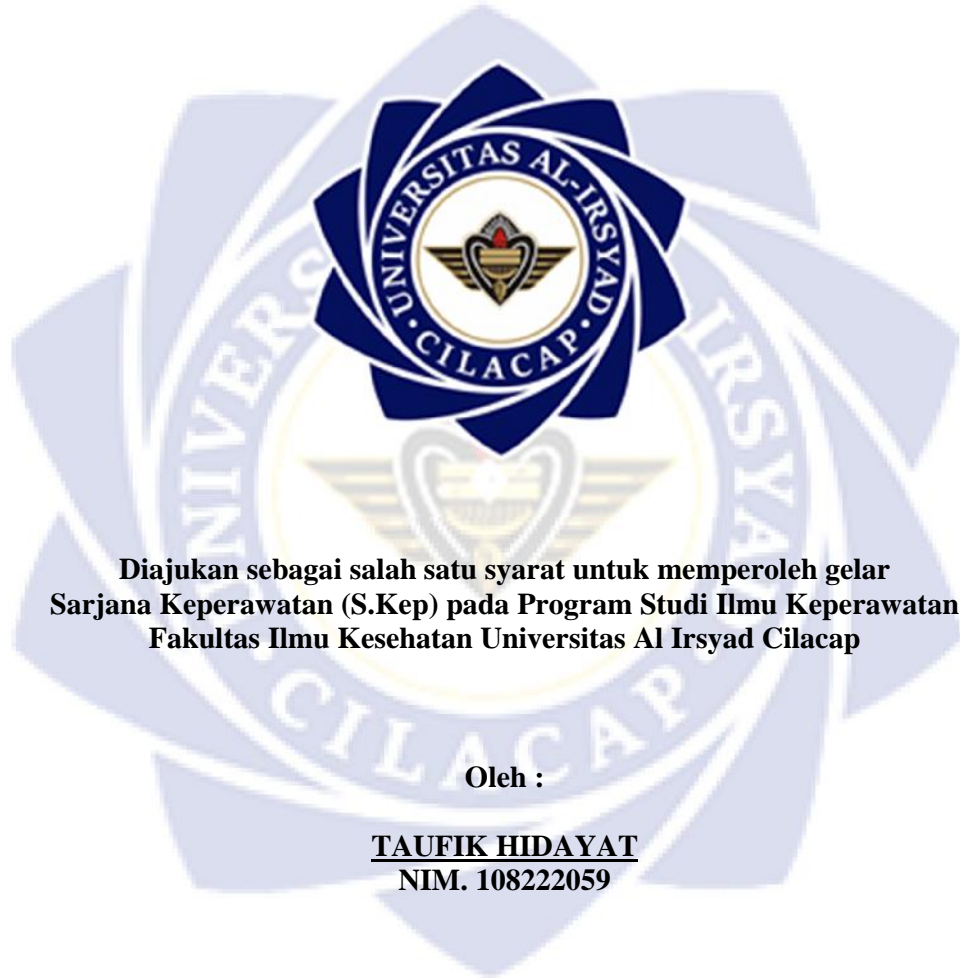 UNIVERSITAS AL-IRSYAD
· CILACAP ·
Diajukan sebagai salah satu syarat untuk memperoleh gelar
Sarjana Keperawatan (S.Kep) pada Program Studi Ilmu Keperawatan
Fakultas Ilmu Kesehatan Universitas Al Irsyad Cilacap
Oleh :
TAUFIK HIDAYAT
NIM. 108222059